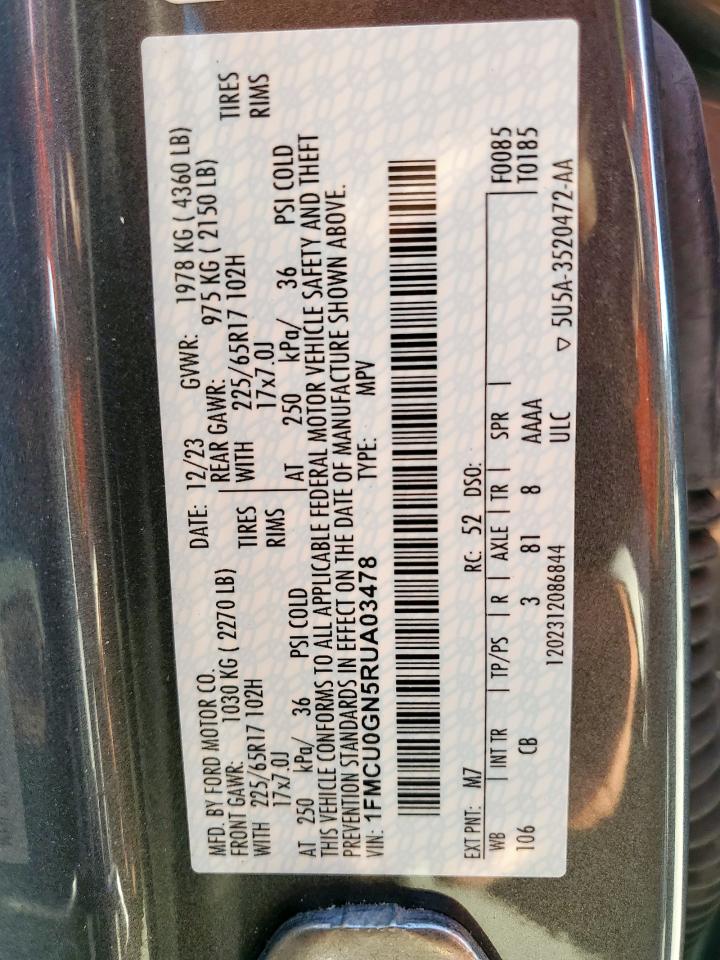 MFD. BY FORD MOTOR CO.
DATE: 12/23 GVWR: 1978 KG ( 4360 LB)
FRONT GAWR: 1030 KG ( 2270 LB)
REAR GAWR: 975 KG ( 2150 LB)
WITH 225/65R17 102H TIRES
WITH 225/65R17 102H TIRES
17x7.0J RIMS
17x7.0J RIMS
AT 250 kPa/ 36 PSI COLD
AT 250 kPa/ 36 PSI COLD
THIS VEHICLE CONFORMS TO ALL APPLICABLE FEDERAL MOTOR VEHICLE SAFETY AND THEFT
PREVENTION STANDARDS IN EFFECT ON THE DATE OF MANUFACTURE SHOWN ABOVE.
VIN: 1FMCU0GN5RUA03478 TYPE: MPV
EXT PNT: M7 RC: 52 DSO: F0085
WB INT TR TP/PS R AXLE TR SPR T0185
106 CB 3 81 8 AAAA
1202312086844 ULC ▽ 5U5A-3520472-AA